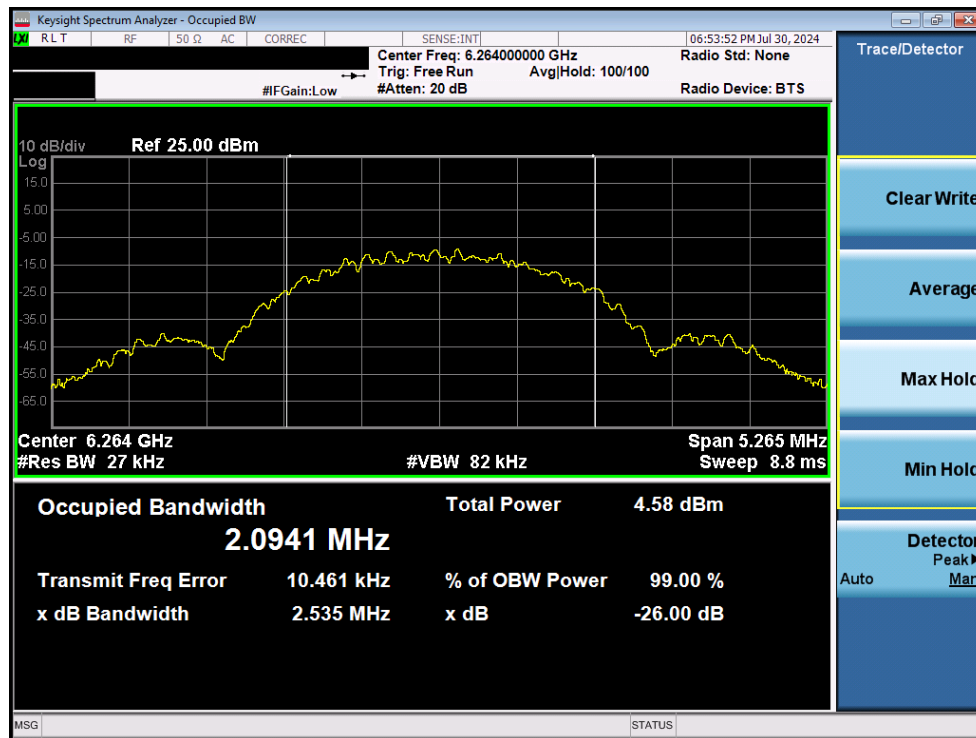 Keysight Spectrum Analyzer - Occupied BW
LXI RLT RF 50 Ω AC CORREC SENSE:INT 06:53:52 PM Jul 30, 2024
Center Freq: 6.264000000 GHz Radio Std: None
Trig: Free Run Avg|Hold: 100/100
#IFGain:Low #Atten: 20 dB Radio Device: BTS
Trace/Detector
10 dB/div Ref 25.00 dBm
Log
15.0
5.00
-5.00
-15.0
-25.0
-35.0
-45.0
-55.0
-65.0
Center 6.264 GHz Span 5.265 MHz
#Res BW 27 kHz #VBW 82 kHz Sweep 8.8 ms
Occupied Bandwidth Total Power 4.58 dBm
2.0941 MHz
Transmit Freq Error 10.461 kHz % of OBW Power 99.00 %
x dB Bandwidth 2.535 MHz x dB -26.00 dB
Clear Write
Average
Max Hold
Min Hold
Detector
Peak
Auto Man
MSG STATUS